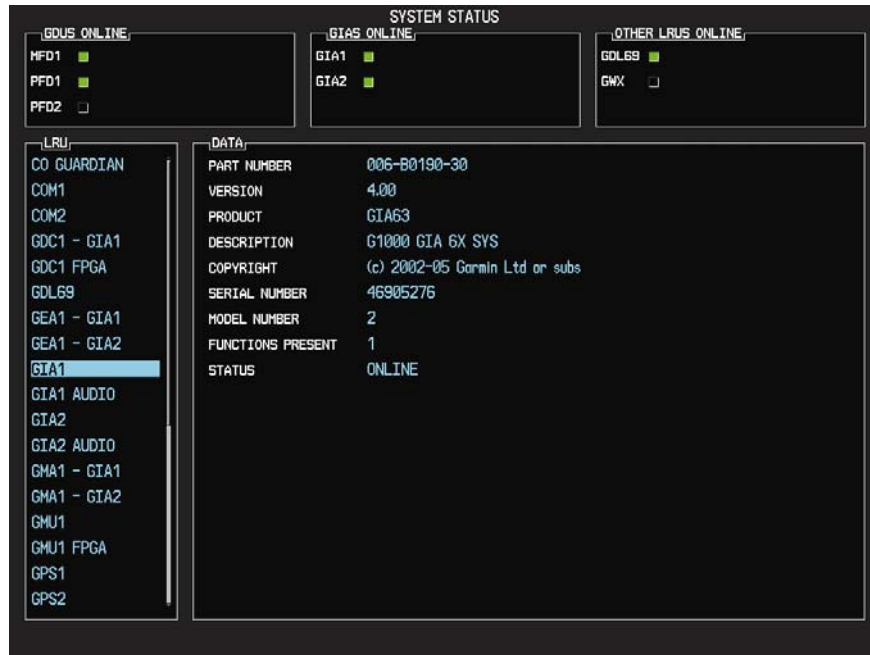 SYSTEM STATUS
GDUS ONLINE
MFD1
PFD1
PFD2
GIAS ONLINE
GIA1
GIA2
OTHER LRUS ONLINE
GDL69
GWX
LRU
CO GUARDIAN
COM1
COM2
GDC1 - GIA1
GDC1 FPGA
GDL69
GEA1 - GIA1
GEA1 - GIA2
GIA1
GIA1 AUDIO
GIA2
GIA2 AUDIO
GMA1 - GIA1
GMA1 - GIA2
GMU1
GMU1 FPGA
GPS1
GPS2
DATA
PART NUMBER 006-B0190-30
VERSION 4.00
PRODUCT GIA63
DESCRIPTION G1000 GIA 6X SYS
COPYRIGHT (c) 2002-05 Garmin Ltd or subs
SERIAL NUMBER 46905276
MODEL NUMBER 2
FUNCTIONS PRESENT 1
STATUS ONLINE